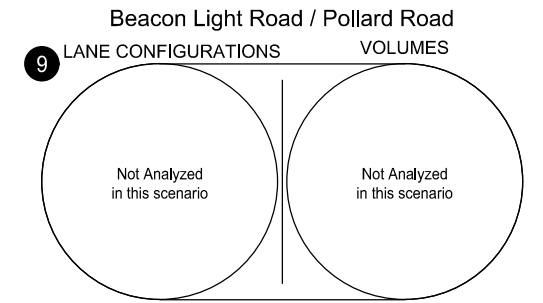 Beacon Light Road / Pollard Road
9 LANE CONFIGURATIONS VOLUMES
Not Analyzed
in this scenario
Not Analyzed
in this scenario